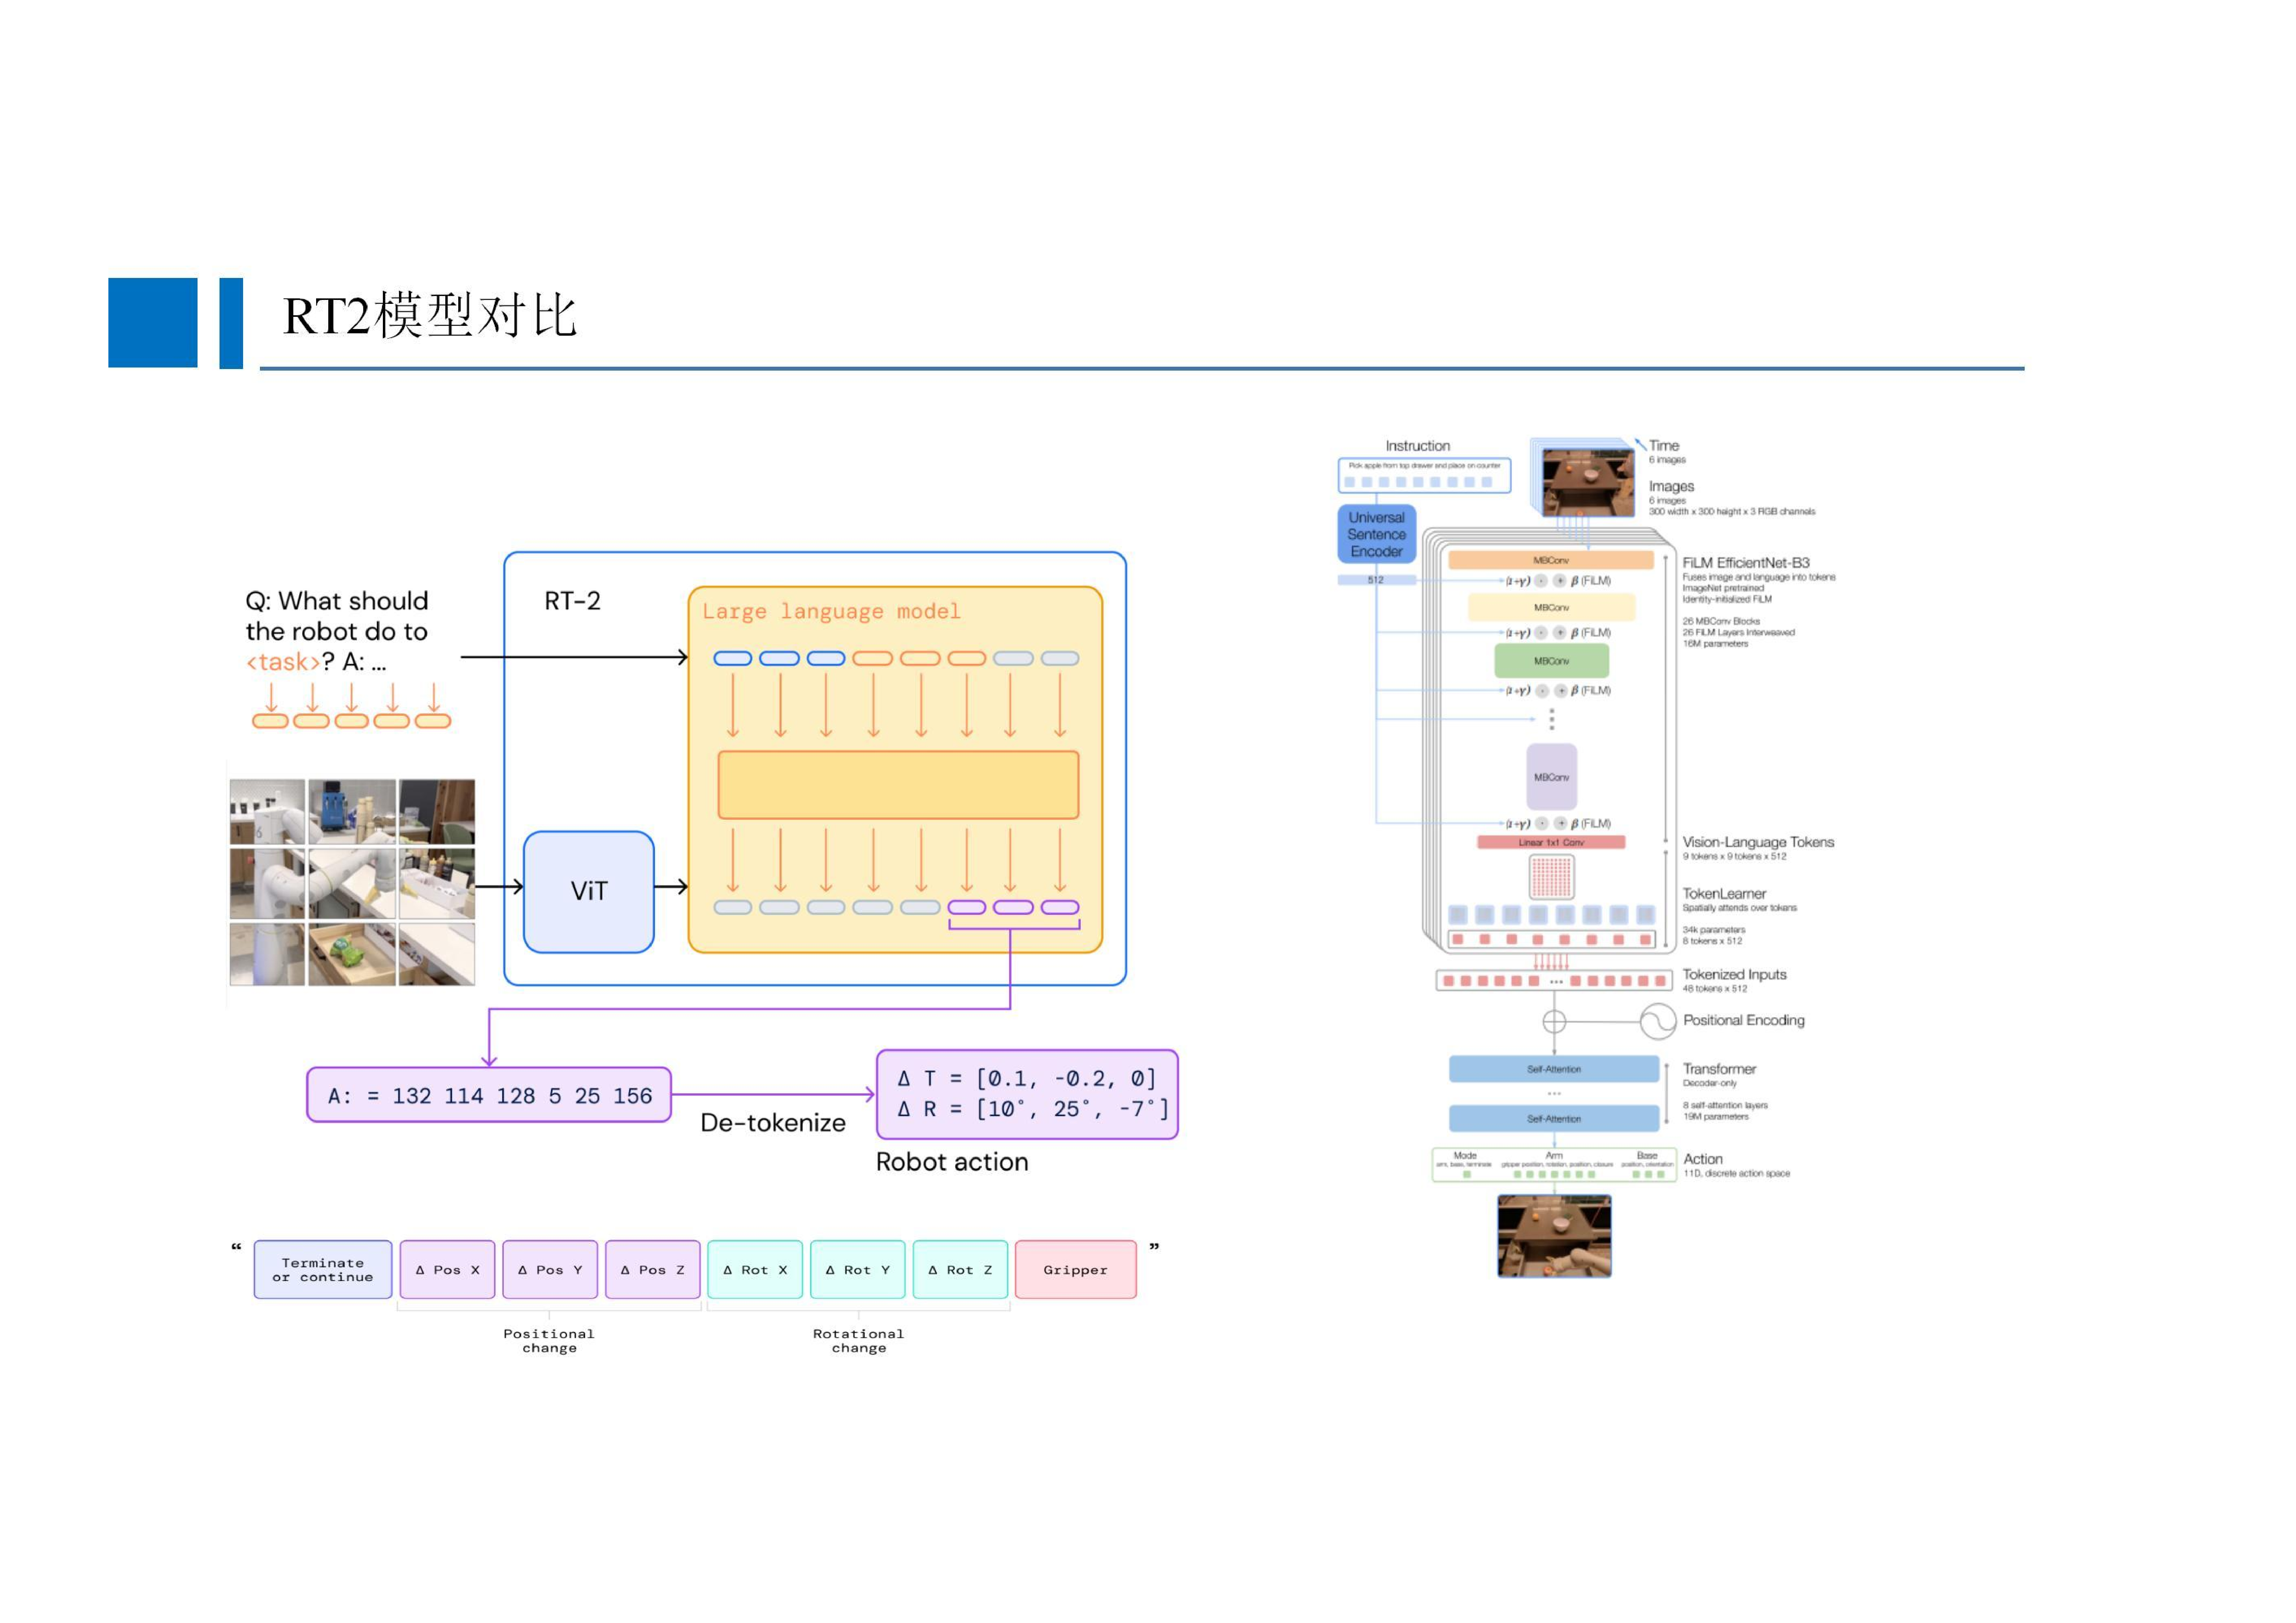 RT2模型对比
Q: What should
the robot do to
<task>? A: ...
RT-2
Large language model
ViT
A: = 132 114 128 5 25 156
De-tokenize
Δ T = [0.1, -0.2, 0]
Δ R = [10°, 25°, -7°]
Robot action
“
Terminate
or continue
Δ Pos X
Δ Pos Y
Δ Pos Z
Δ Rot X
Δ Rot Y
Δ Rot Z
Gripper
”
Positional
change
Rotational
change
Instruction
Pick apple from top drawer and place on counter
Time
6 images
Images
6 images
300 width x 300 height x 3 RGB channels
Universal
Sentence
Encoder
512
MBConv
(1+γ) · + β (FiLM)
MBConv
(1+γ) · + β (FiLM)
MBConv
(1+γ) · + β (FiLM)
MBConv
(1+γ) · + β (FiLM)
Linear 1x1 Conv
FiLM EfficientNet-B3
Fuses image and language into tokens
ImageNet pretrained
Identity-initialized FiLM
26 MBConv Blocks
26 FiLM Layers Interweaved
16M parameters
Vision-Language Tokens
9 tokens x 9 tokens x 512
TokenLearner
Spatially attends over tokens
34k parameters
8 tokens x 512
Tokenized Inputs
48 tokens x 512
...
Positional Encoding
Self-Attention
...
Self-Attention
Transformer
Decoder-only
8 self-attention layers
19M parameters
Mode
arm, base, terminate
Arm
gripper position, rotation, position, closure
Base
position, orientation
Action
11D, discrete action space